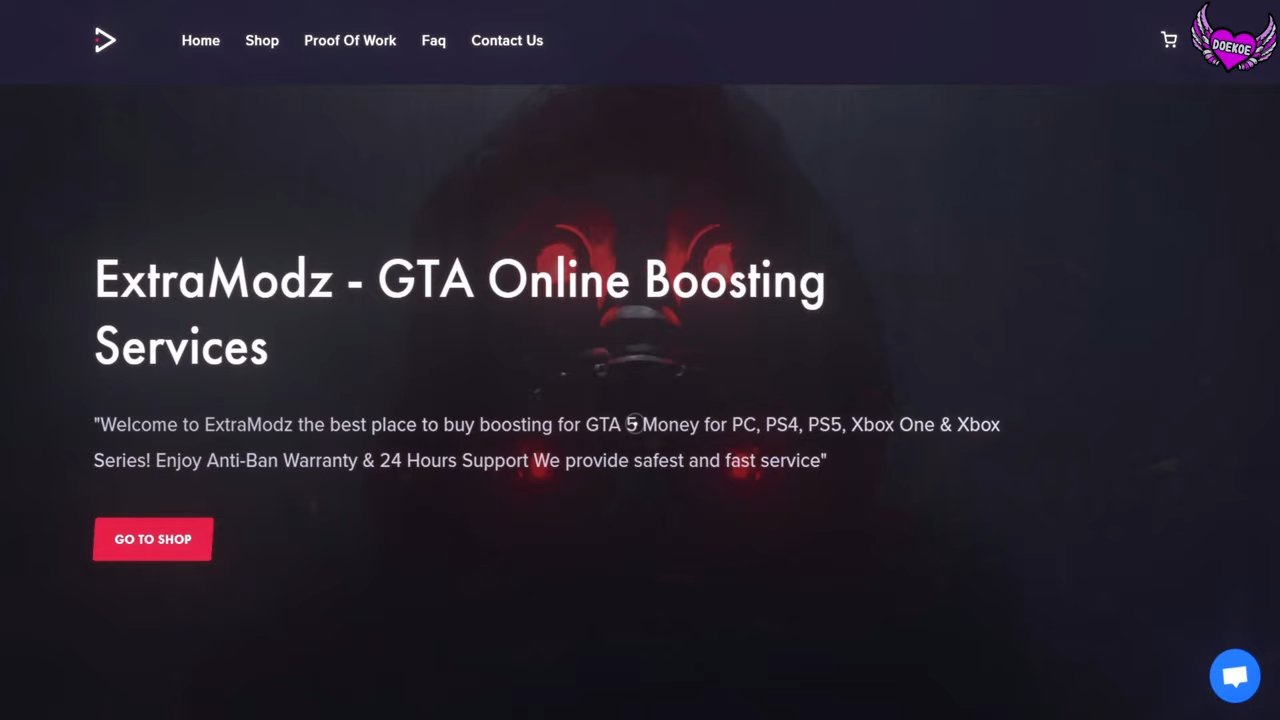 Home Shop Proof Of Work Faq Contact Us
DOEKOE
ExtraModz - GTA Online Boosting
Services
"Welcome to ExtraModz the best place to buy boosting for GTA 5 Money for PC, PS4, PS5, Xbox One & Xbox
Series! Enjoy Anti-Ban Warranty & 24 Hours Support We provide safest and fast service"
GO TO SHOP